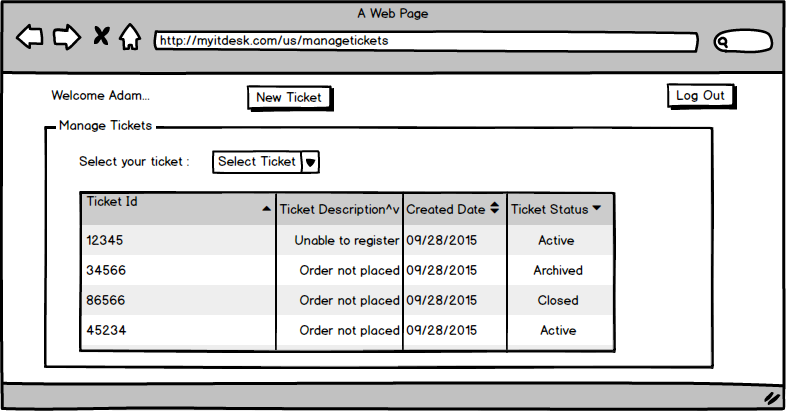 A Web Page
http://myitdesk.com/us/managetickets
Welcome Adam... New Ticket Log Out
Manage Tickets
Select your ticket : Select Ticket
Ticket Id Ticket Description^v Created Date Ticket Status
12345 Unable to register 09/28/2015 Active
34566 Order not placed 09/28/2015 Archived
86566 Order not placed 09/28/2015 Closed
45234 Order not placed 09/28/2015 Active